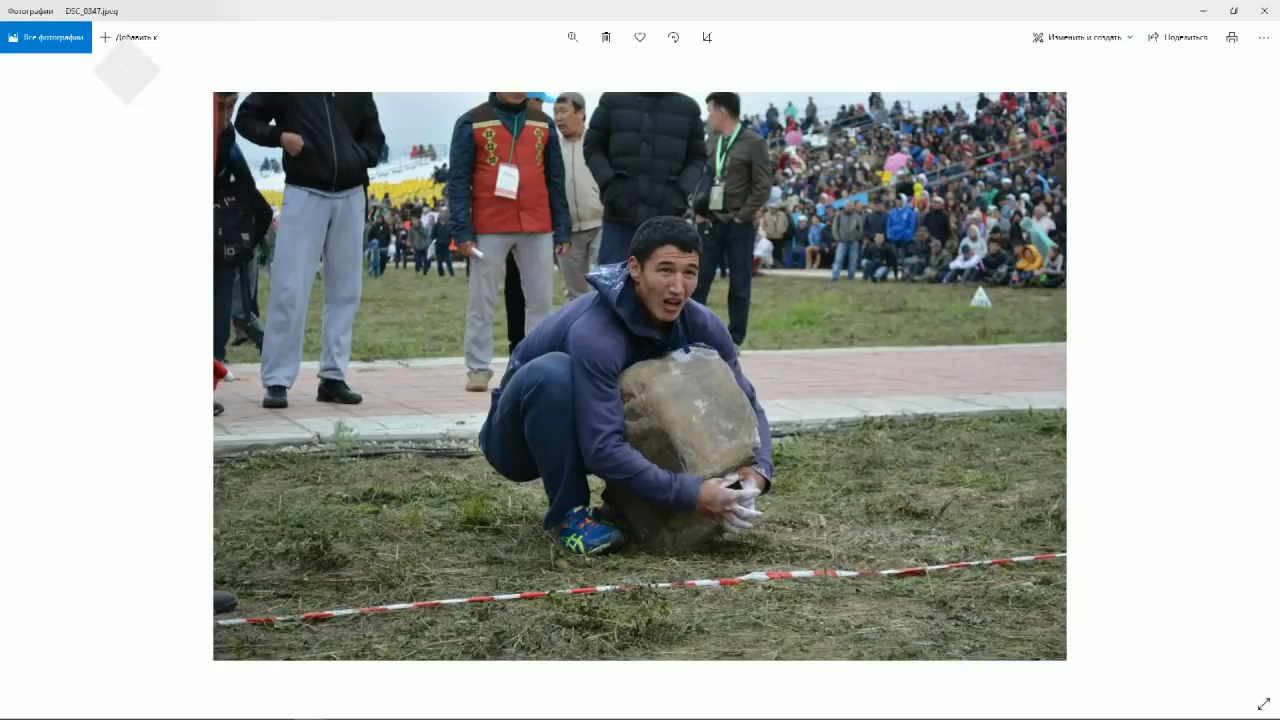 Фотографии DSC_0347.jpeg
Все фотографии
Добавить к
Изменить и создать
Поделиться